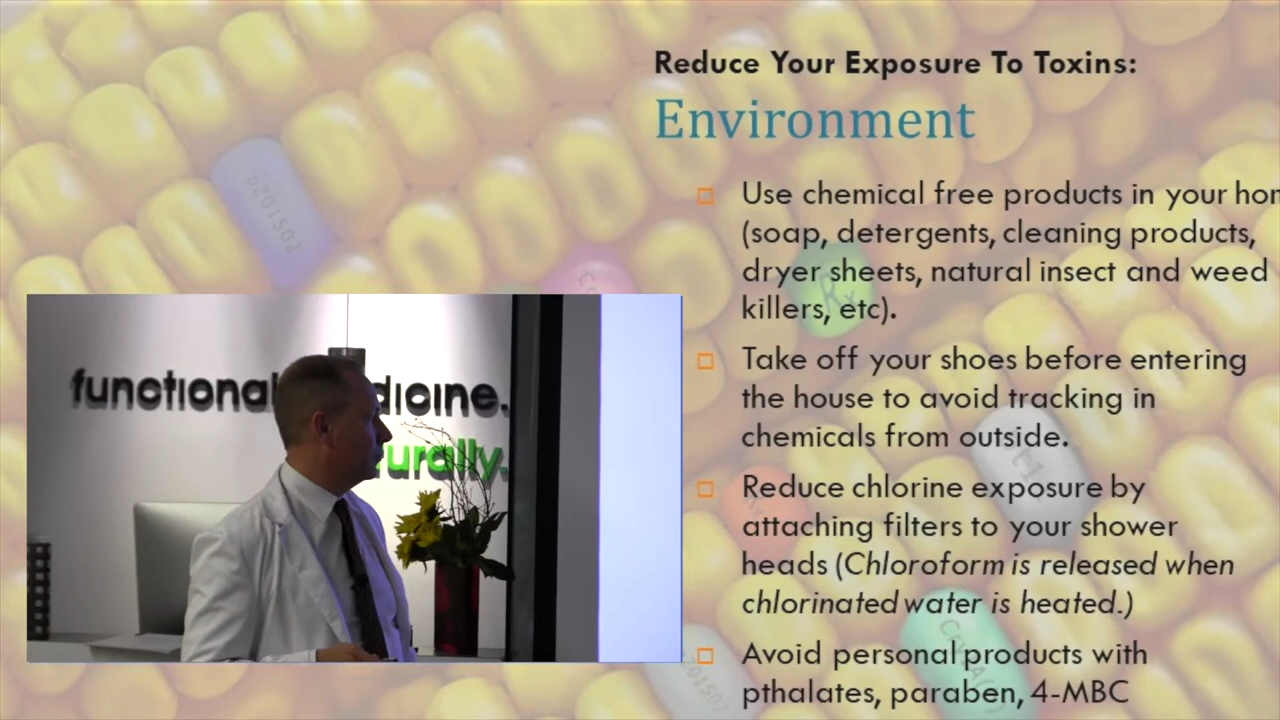 Reduce Your Exposure To Toxins:
Environment
Use chemical free products in your hom
(soap, detergents, cleaning products,
dryer sheets, natural insect and weed
killers, etc).
Take off your shoes before entering
the house to avoid tracking in
chemicals from outside.
Reduce chlorine exposure by
attaching filters to your shower
heads (Chloroform is released when
chlorinated water is heated.)
Avoid personal products with
pthalates, paraben, 4-MBC
functional dicine.
urally.
pZ01502
Rx